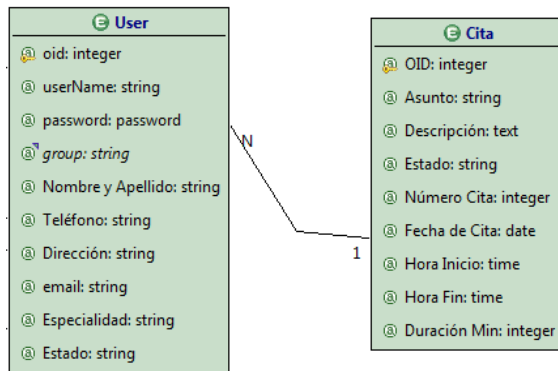 User
oid: integer
userName: string
password: password
group: string
Nombre y Apellido: string
Teléfono: string
Dirección: string
email: string
Especialidad: string
Estado: string
N
1
Cita
OID: integer
Asunto: string
Descripción: text
Estado: string
Número Cita: integer
Fecha de Cita: date
Hora Inicio: time
Hora Fin: time
Duración Min: integer